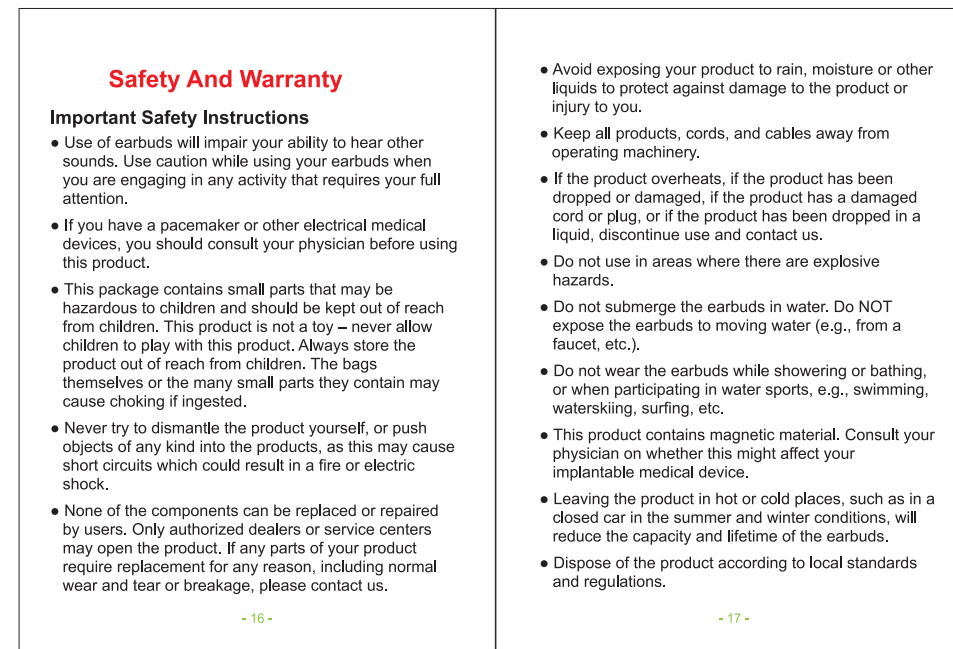 Safety And Warranty
Important Safety Instructions
● Use of earbuds will impair your ability to hear other
sounds. Use caution while using your earbuds when
you are engaging in any activity that requires your full
attention.
● If you have a pacemaker or other electrical medical
devices, you should consult your physician before using
this product.
● This package contains small parts that may be
hazardous to children and should be kept out of reach
from children. This product is not a toy – never allow
children to play with this product. Always store the
product out of reach from children. The bags
themselves or the many small parts they contain may
cause choking if ingested.
● Never try to dismantle the product yourself, or push
objects of any kind into the products, as this may cause
short circuits which could result in a fire or electric
shock.
● None of the components can be replaced or repaired
by users. Only authorized dealers or service centers
may open the product. If any parts of your product
require replacement for any reason, including normal
wear and tear or breakage, please contact us.
- 16 -
● Avoid exposing your product to rain, moisture or other
liquids to protect against damage to the product or
injury to you.
● Keep all products, cords, and cables away from
operating machinery.
● If the product overheats, if the product has been
dropped or damaged, if the product has a damaged
cord or plug, or if the product has been dropped in a
liquid, discontinue use and contact us.
● Do not use in areas where there are explosive
hazards.
● Do not submerge the earbuds in water. Do NOT
expose the earbuds to moving water (e.g., from a
faucet, etc.).
● Do not wear the earbuds while showering or bathing,
or when participating in water sports, e.g., swimming,
waterskiing, surfing, etc.
● This product contains magnetic material. Consult your
physician on whether this might affect your
implantable medical device.
● Leaving the product in hot or cold places, such as in a
closed car in the summer and winter conditions, will
reduce the capacity and lifetime of the earbuds.
● Dispose of the product according to local standards
and regulations.
- 17 -